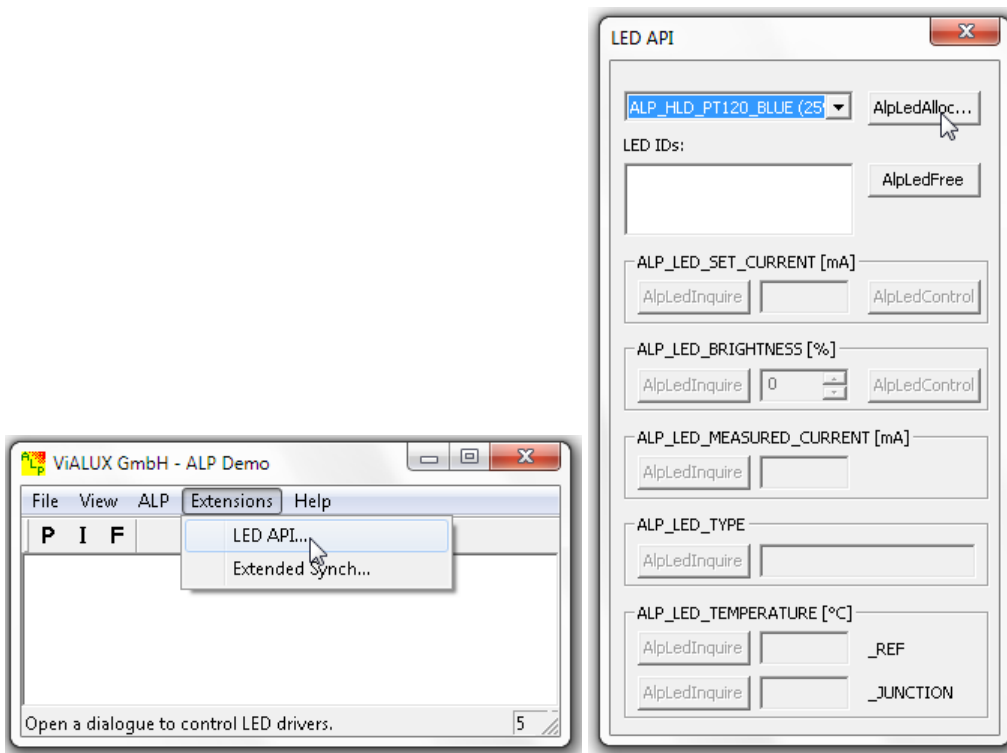 ALP
ViALUX GmbH - ALP Demo
File View ALP Extensions Help
P I F
LED API...
Extended Synch...
Open a dialogue to control LED drivers. 5
LED API
ALP_HLD_PT120_BLUE (25 AlpLedAlloc...
LED IDs:
AlpLedFree
ALP_LED_SET_CURRENT [mA]
AlpLedInquire AlpLedControl
ALP_LED_BRIGHTNESS [%]
AlpLedInquire 0 AlpLedControl
ALP_LED_MEASURED_CURRENT [mA]
AlpLedInquire
ALP_LED_TYPE
AlpLedInquire
ALP_LED_TEMPERATURE [°C]
AlpLedInquire _REF
AlpLedInquire _JUNCTION